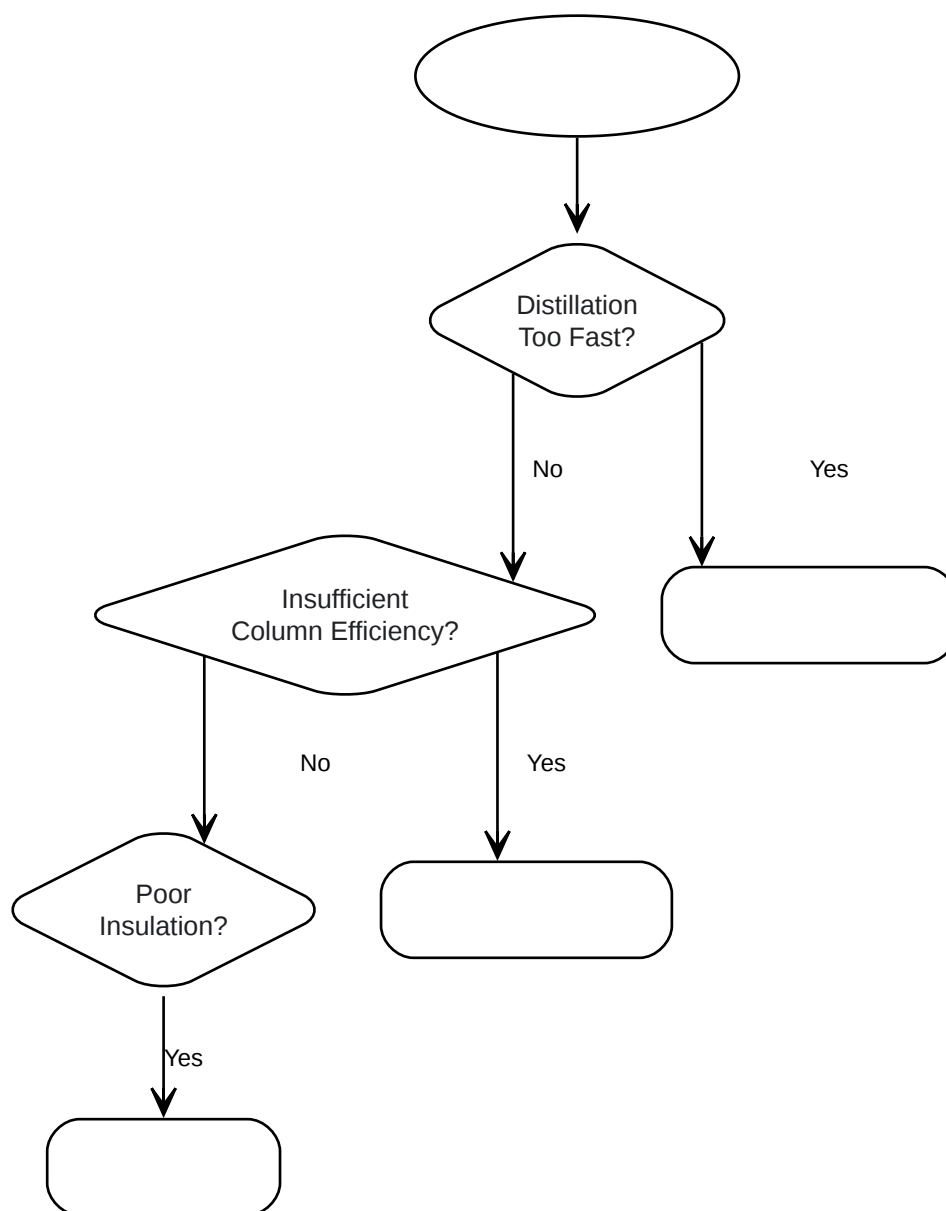 Distillation
Too Fast?
No
Yes
Insufficient
Column Efficiency?
No
Yes
Poor
Insulation?
Yes